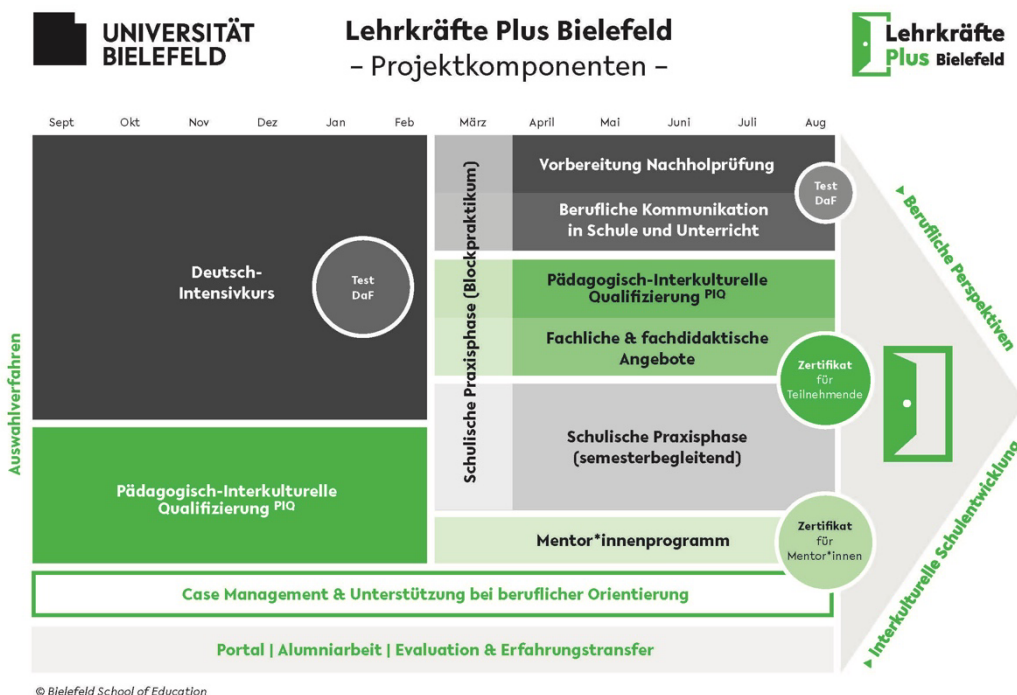 UNIVERSITÄT
BIELEFELD
Lehrkräfte Plus Bielefeld
– Projektkomponenten –
Lehrkräfte
Plus Bielefeld
Sept Okt Nov Dez Jan Feb März April Mai Juni Juli Aug
Auswahlverfahren
Deutsch-
Intensivkurs
Test
DaF
Pädagogisch-Interkulturelle
Qualifizierung PIQ
Schulische Praxisphase (Blockpraktikum)
Vorbereitung Nachholprüfung
Berufliche Kommunikation
in Schule und Unterricht
Test
DaF
Pädagogisch-Interkulturelle
Qualifizierung PIQ
Fachliche & fachdidaktische
Angebote
Zertifikat
für
Teilnehmende
Schulische Praxisphase
(semesterbegleitend)
Mentor*innenprogramm
Zertifikat
für
Mentor*innen
Case Management & Unterstützung bei beruflicher Orientierung
Portal | Alumniarbeit | Evaluation & Erfahrungstransfer
▸ Berufliche Perspektiven
▸ Interkulturelle Schulentwicklung
© Bielefeld School of Education